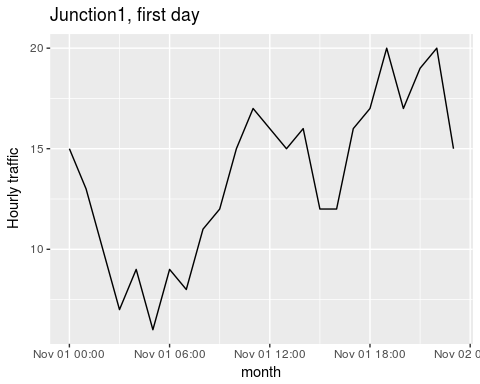 Junction1, first day
Hourly traffic
20
15
10
Nov 01 00:00 Nov 01 06:00 Nov 01 12:00 Nov 01 18:00 Nov 02 0
month